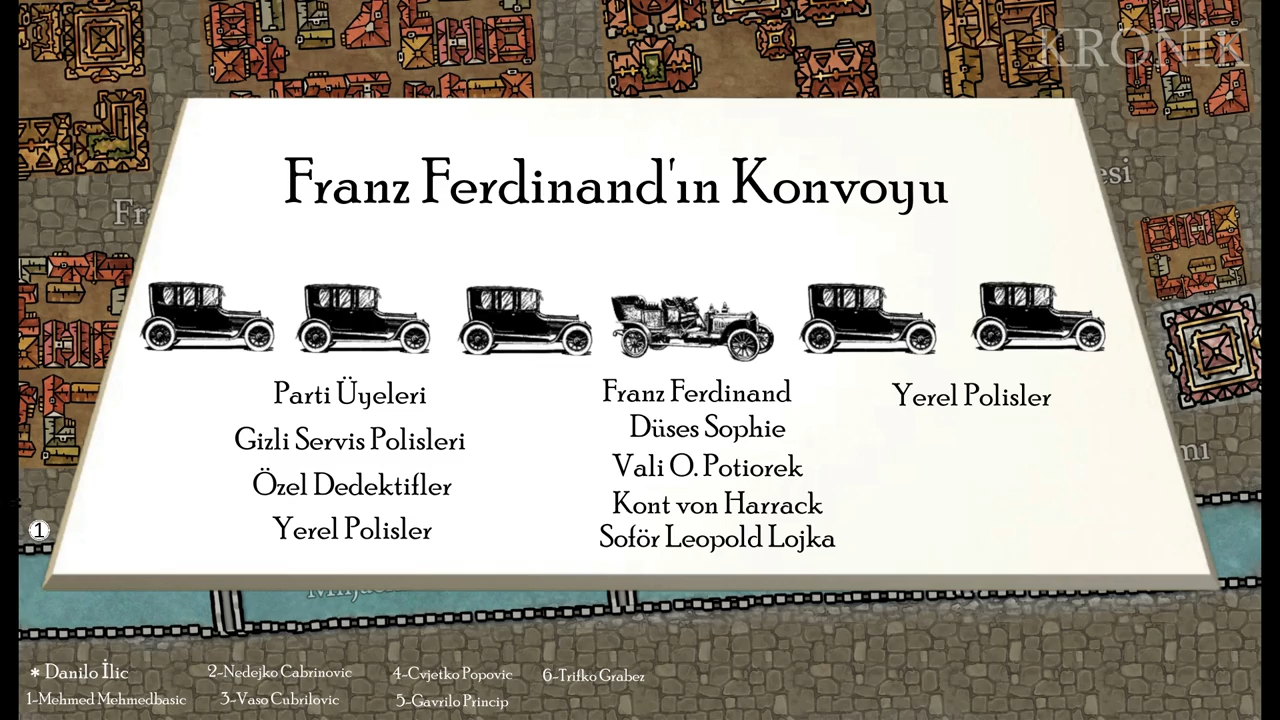 KRONIK
Franz Ferdinand'ın Konvoyu
Parti Üyeleri
Gizli Servis Polisleri
Özel Dedektifler
Yerel Polisler
Franz Ferdinand
Düses Sophie
Vali O. Potiorek
Kont von Harrack
Soför Leopold Lojka
Yerel Polisler
1
* Danilo İlic
1-Mehmed Mehmedbasic
2-Nedejko Cabrinovic
3-Vaso Cubrilovic
4-Cvjetko Popovic
5-Gavrilo Princip
6-Trifko Grabez